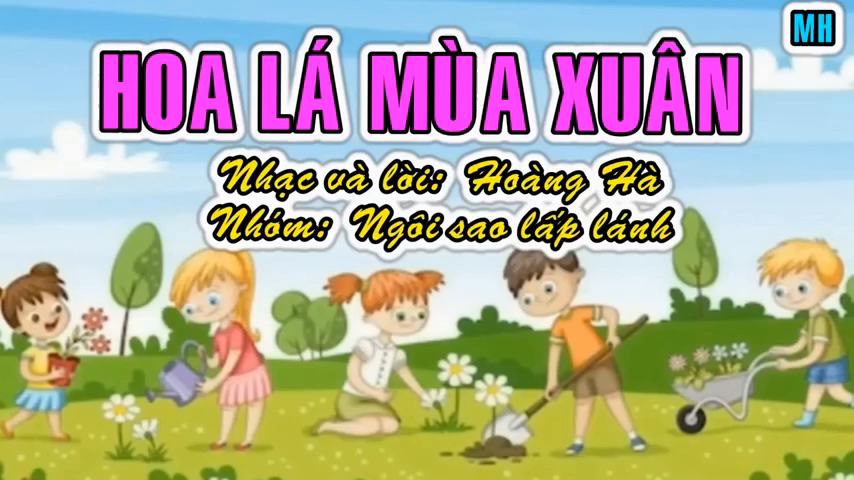 MH
HOA LÁ MÙA XUÂN
Nhạc và lời: Hoàng Hà
Nhóm: Ngôi sao lấp lánh